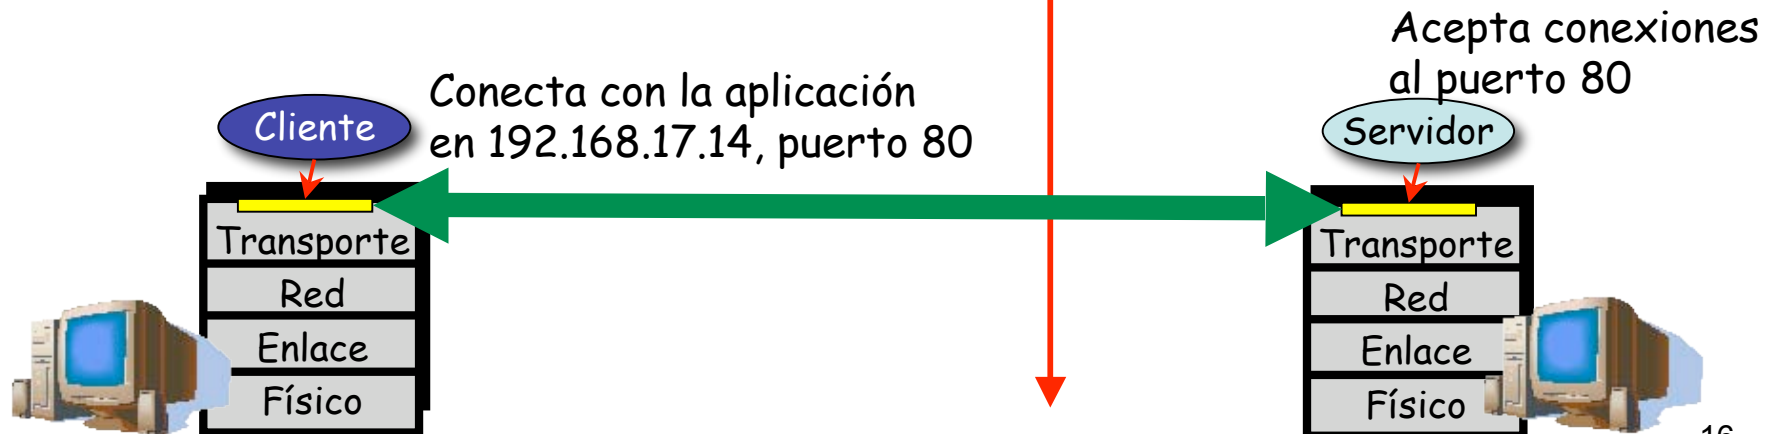 Acepta conexiones
al puerto 80
Conecta con la aplicación
en 192.168.17.14, puerto 80
Cliente
Servidor
Transporte
Red
Enlace
Físico
Transporte
Red
Enlace
Físico
16